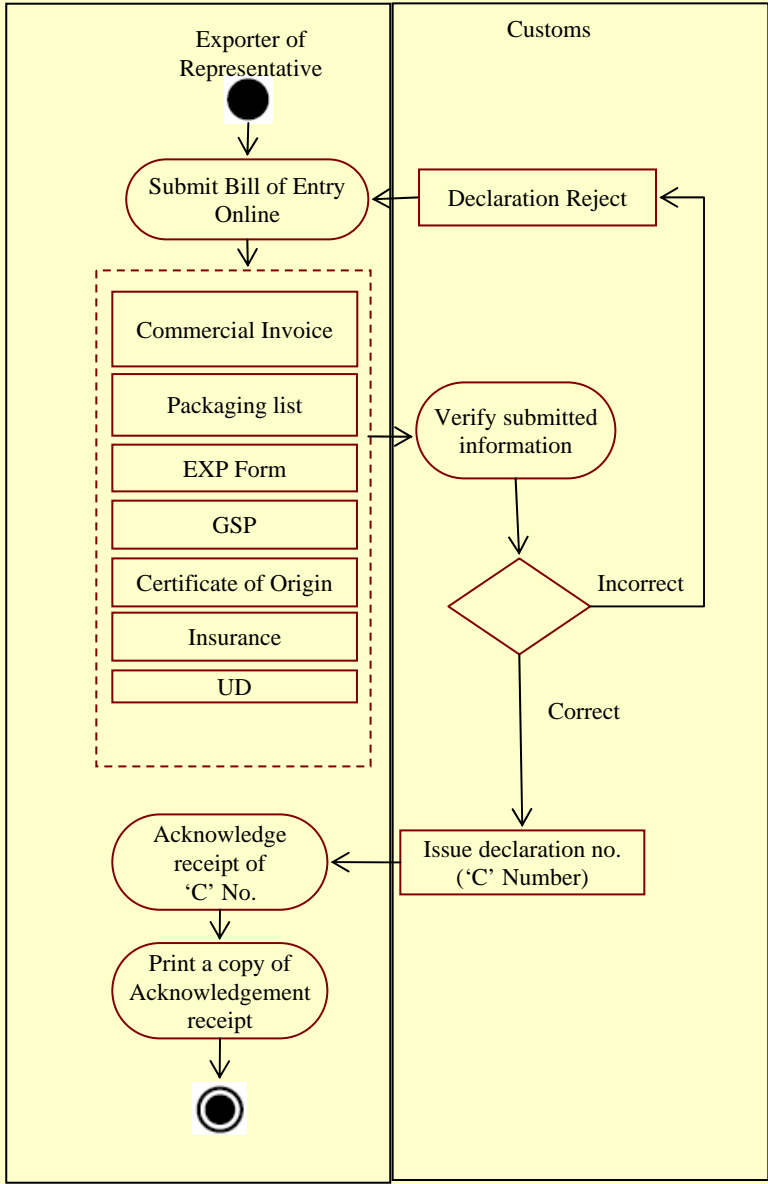 Exporter of
Representative
Customs
Submit Bill of Entry
Online
Declaration Reject
Commercial Invoice
Packaging list
EXP Form
GSP
Certificate of Origin
Insurance
UD
Verify submitted
information
Incorrect
Correct
Issue declaration no.
(‘C’ Number)
Acknowledge
receipt of
‘C’ No.
Print a copy of
Acknowledgement
receipt